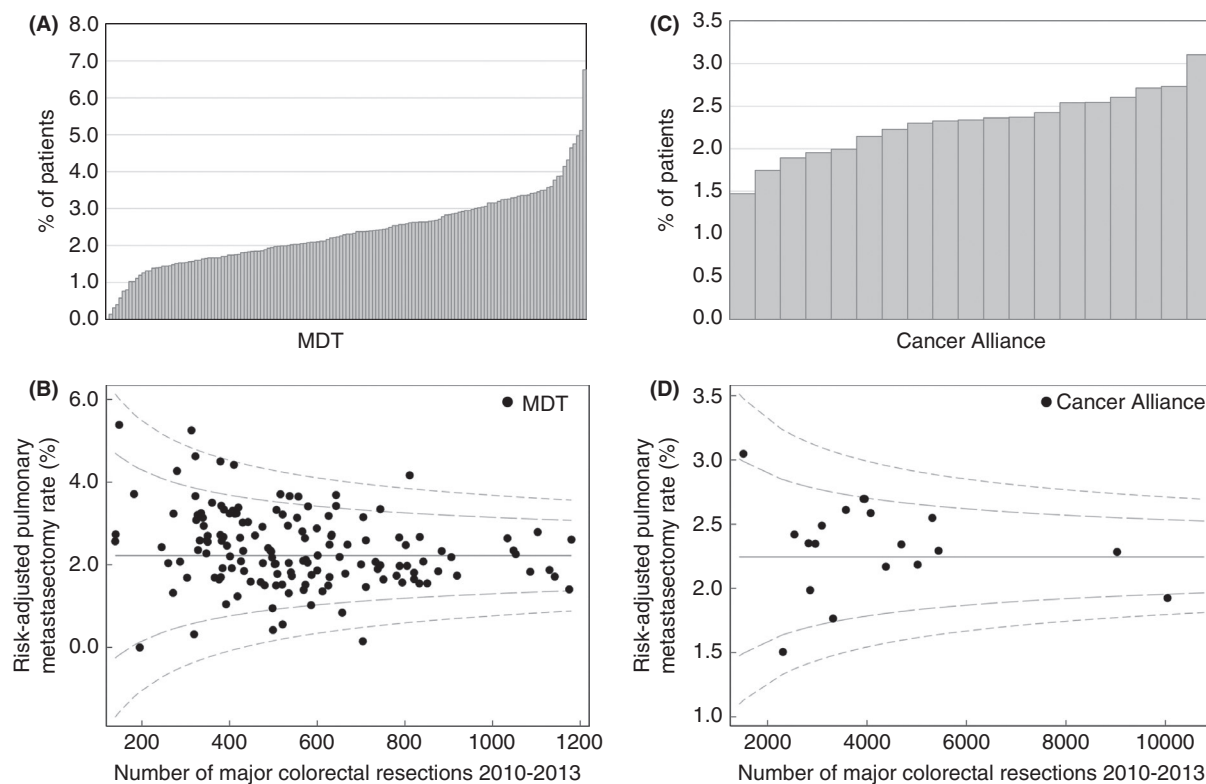 (A)
% of patients
8.0
7.0
6.0
5.0
4.0
3.0
2.0
1.0
0.0
MDT
(C)
% of patients
3.5
3.0
2.5
2.0
1.5
1.0
0.5
0.0
Cancer Alliance
(B)
Risk-adjusted pulmonary
metastasectomy rate (%)
6.0
4.0
2.0
0.0
MDT
200 400 600 800 1000 1200
Number of major colorectal resections 2010-2013
(D)
Risk-adjusted pulmonary
metastasectomy rate (%)
3.5
3.0
2.5
2.0
1.5
1.0
Cancer Alliance
2000 4000 6000 8000 10000
Number of major colorectal resections 2010-2013